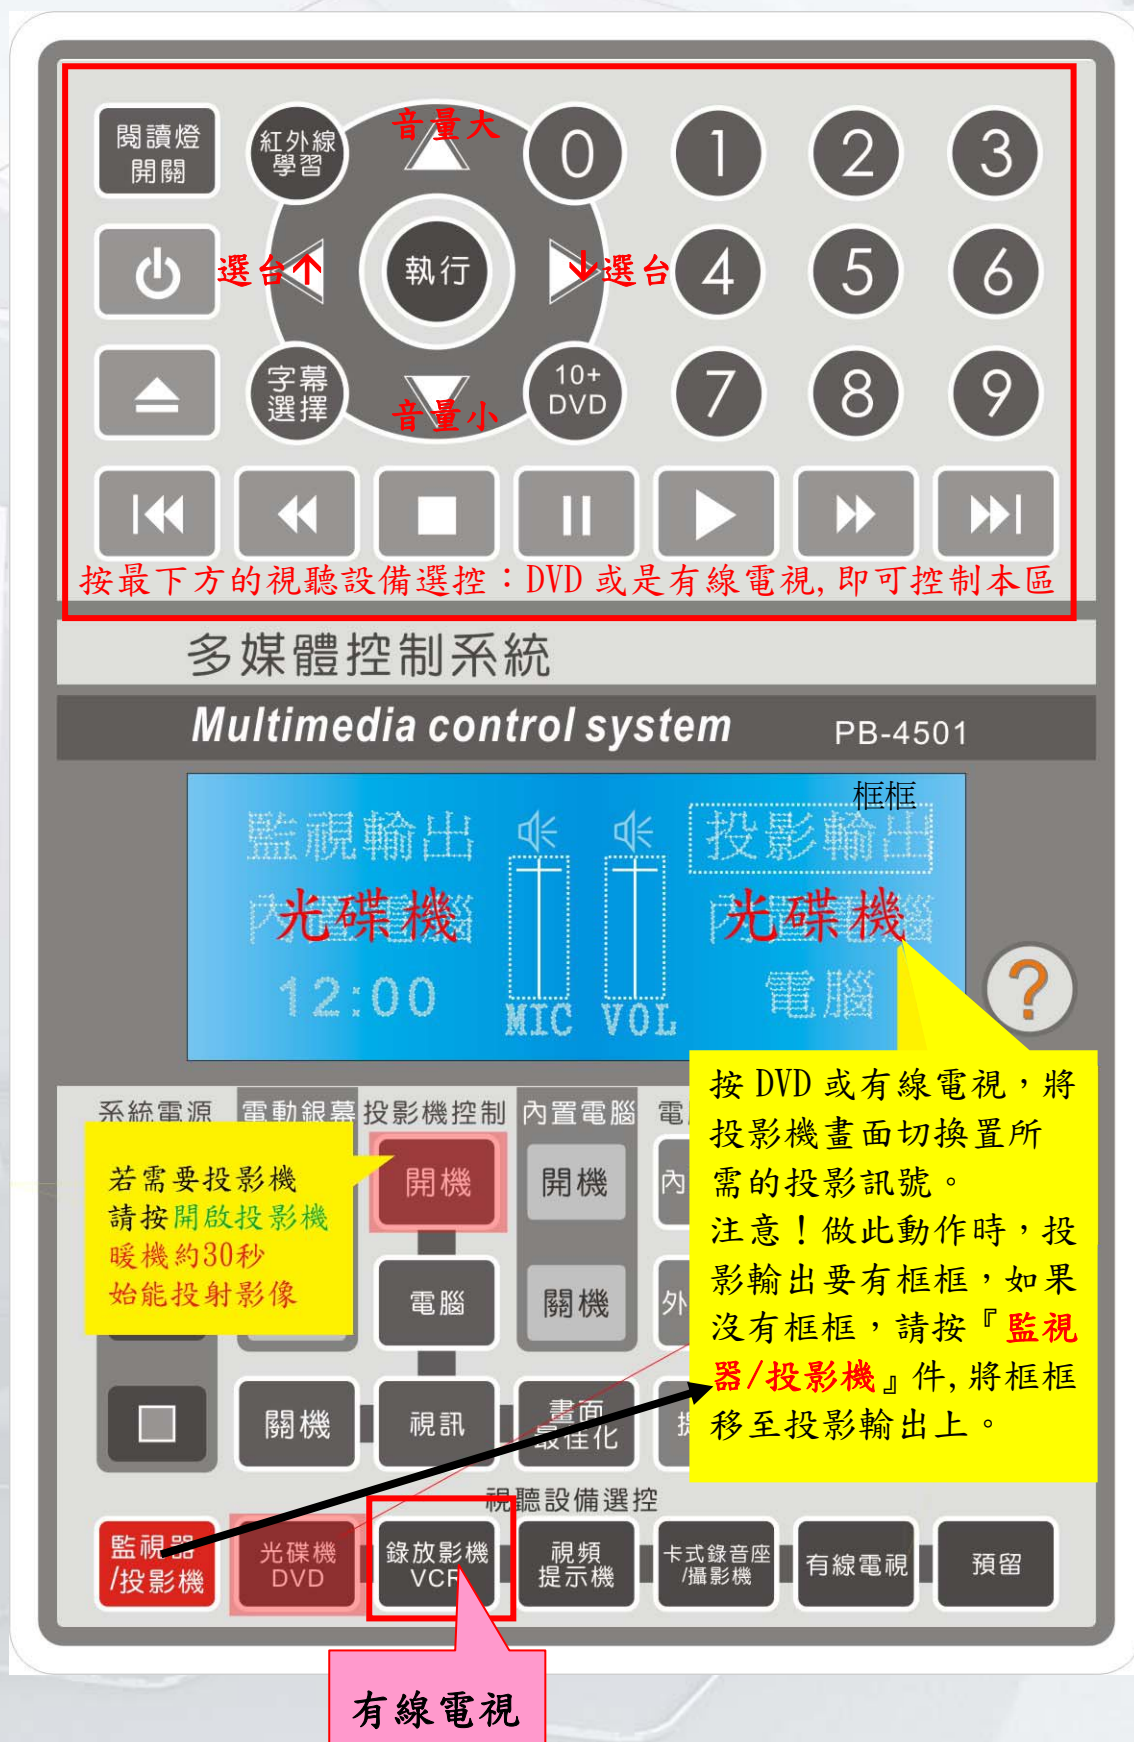 閱讀燈
開關
紅外線
學習
音量大
0
1
2
3
選台↑
執行
↓選台
4
5
6
字幕
選擇
音量小
10+
DVD
7
8
9
按最下方的視聽設備選控：DVD 或是有線電視,即可控制本區
多媒體控制系統
Multimedia control system PB-4501
框框
監視輸出
投影輸出
光碟機
光碟機
12:00
電腦
MIC VOL
?
系統電源 電動銀幕 投影機控制 內置電腦 電
若需要投影機
請按開啟投影機
暖機約30秒
始能投射影像
開機
開機
內
電腦
關機
外
關機
視訊
畫面
最佳化
按 DVD 或有線電視，將
投影機畫面切換置所
需的投影訊號。
注意！做此動作時，投
影輸出要有框框，如果
沒有框框，請按『監視
器/投影機』件,將框框
移至投影輸出上。
視聽設備選控
監視器
/投影機
光碟機
DVD
錄放影機
VCR
視頻
提示機
卡式錄音座
/攝影機
有線電視
預留
有線電視